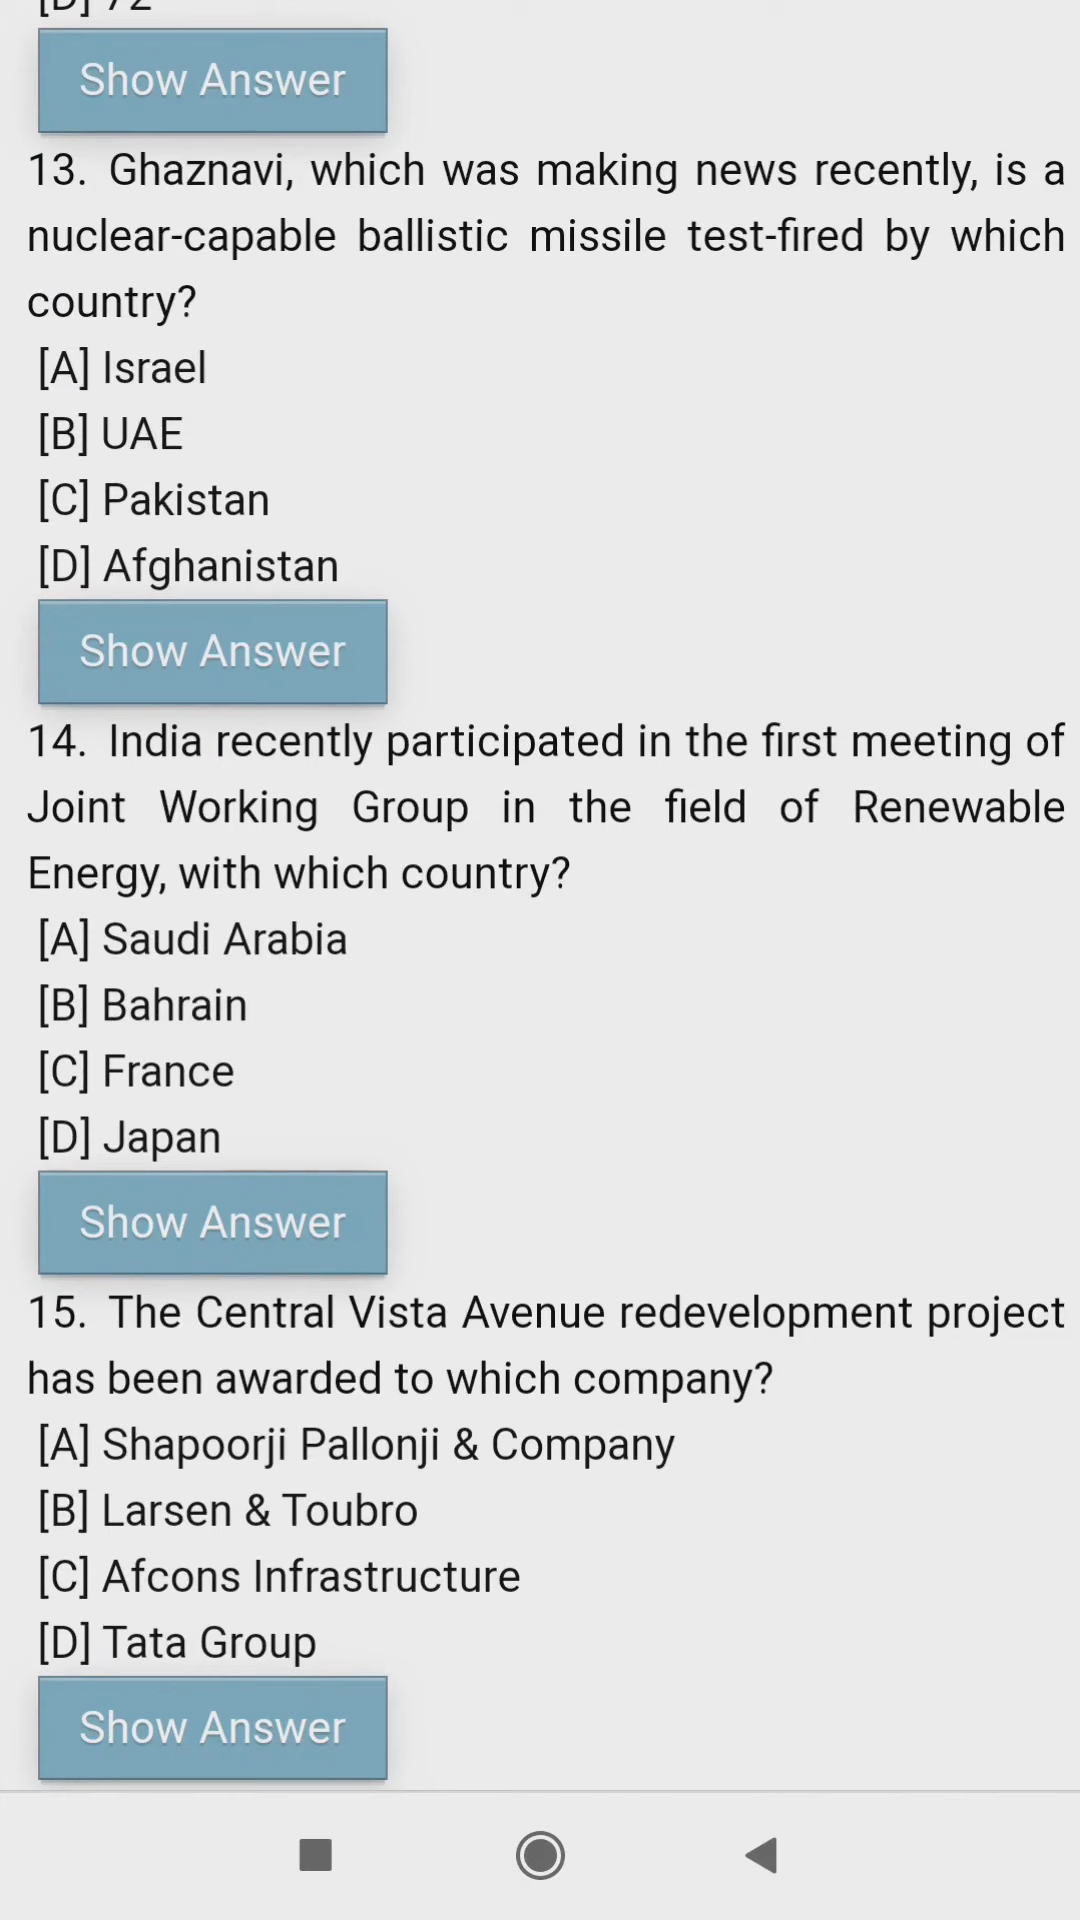 [D] 72
Show Answer
13. Ghaznavi, which was making news recently, is a
nuclear-capable ballistic missile test-fired by which
country?
[A] Israel
[B] UAE
[C] Pakistan
[D] Afghanistan
Show Answer
14. India recently participated in the first meeting of
Joint Working Group in the field of Renewable
Energy, with which country?
[A] Saudi Arabia
[B] Bahrain
[C] France
[D] Japan
Show Answer
15. The Central Vista Avenue redevelopment project
has been awarded to which company?
[A] Shapoorji Pallonji & Company
[B] Larsen & Toubro
[C] Afcons Infrastructure
[D] Tata Group
Show Answer